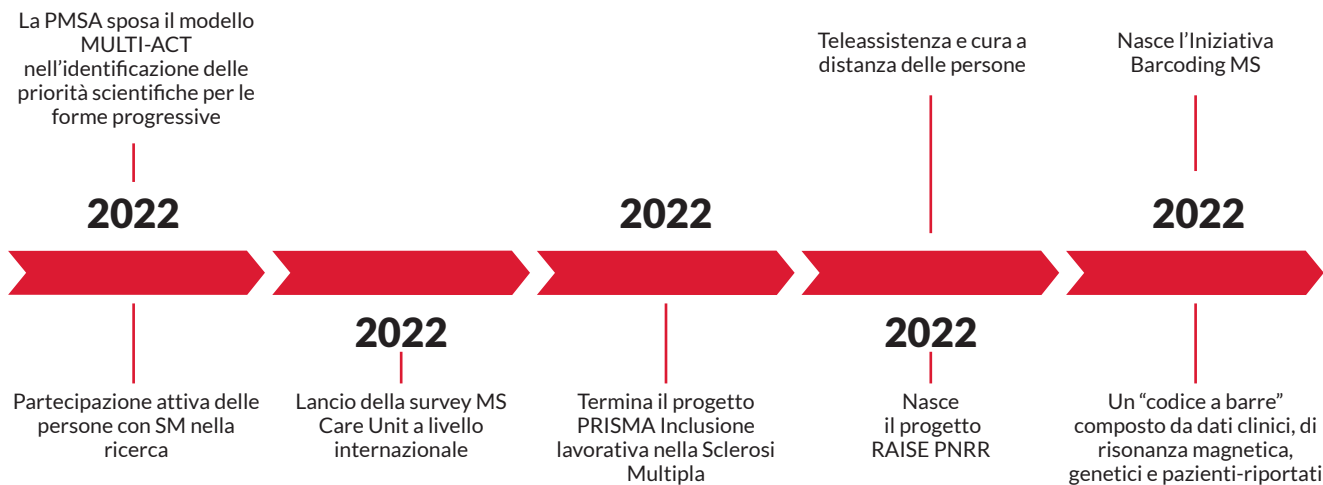 La PMSA sposa il modello
MULTI-ACT
nell'identificazione delle
priorità scientifiche per le
forme progressive
2022
Partecipazione attiva delle
persone con SM nella
ricerca
2022
Lancio della survey MS
Care Unit a livello
internazionale
2022
Termina il progetto
PRISMA Inclusione
lavorativa nella Sclerosi
Multipla
Teleassistenza e cura a
distanza delle persone
2022
Nasce
il progetto
RAISE PNRR
Nasce l'Iniziativa
Barcoding MS
2022
Un “codice a barre”
composto da dati clinici, di
risonanza magnetica,
genetici e pazienti-riportati